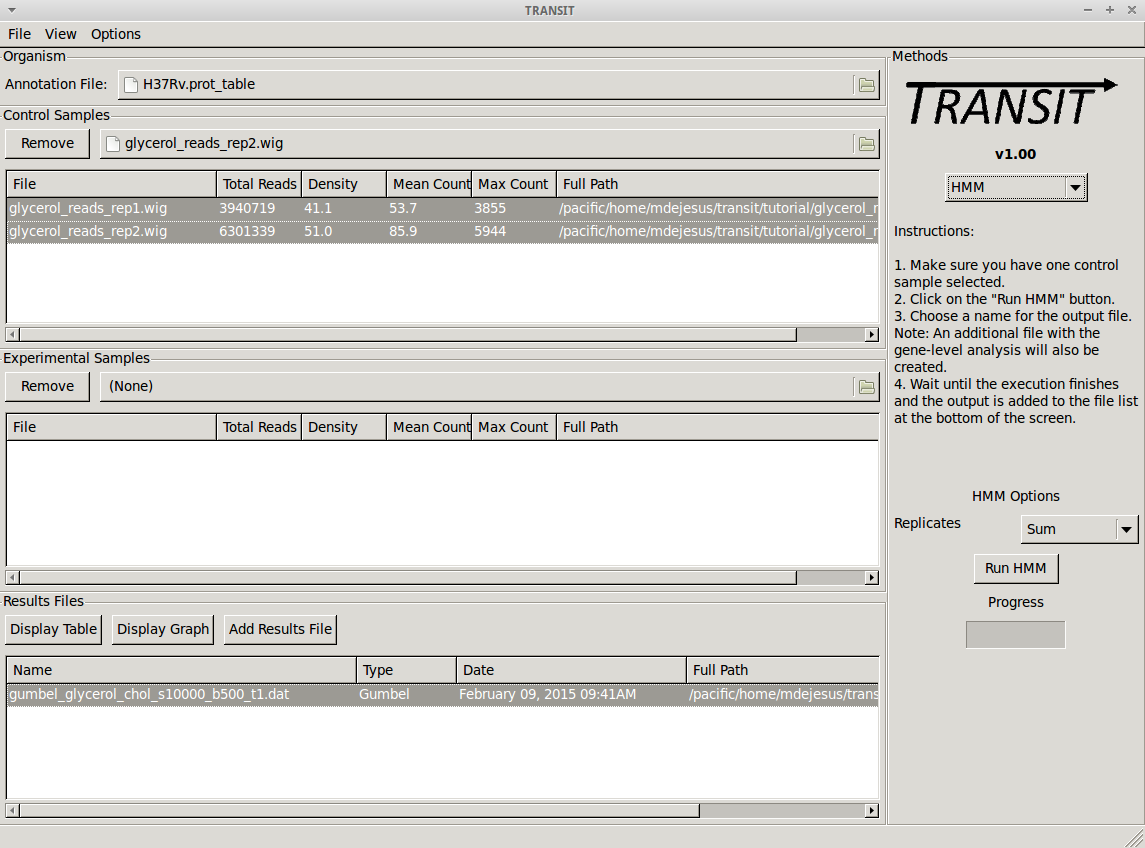 TRANSIT
File View Options
Organism
Annotation File: H37Rv.prot_table
Control Samples
Remove glycerol_reads_rep2.wig
File Total Reads Density Mean Count Max Count Full Path
glycerol_reads_rep1.wig 3940719 41.1 53.7 3855 /pacific/home/mdejesus/transit/tutorial/glycerol_r
glycerol_reads_rep2.wig 6301339 51.0 85.9 5944 /pacific/home/mdejesus/transit/tutorial/glycerol_r
Experimental Samples
Remove (None)
File Total Reads Density Mean Count Max Count Full Path
Results Files
Display Table Display Graph Add Results File
Name Type Date Full Path
gumbel_glycerol_chol_s10000_b500_t1.dat Gumbel February 09, 2015 09:41AM /pacific/home/mdejesus/trans
Methods
TRANSIT
v1.00
HMM
Instructions:
1. Make sure you have one control
sample selected.
2. Click on the "Run HMM" button.
3. Choose a name for the output file.
Note: An additional file with the
gene-level analysis will also be
created.
4. Wait until the execution finishes
and the output is added to the file list
at the bottom of the screen.
HMM Options
Replicates Sum
Run HMM
Progress